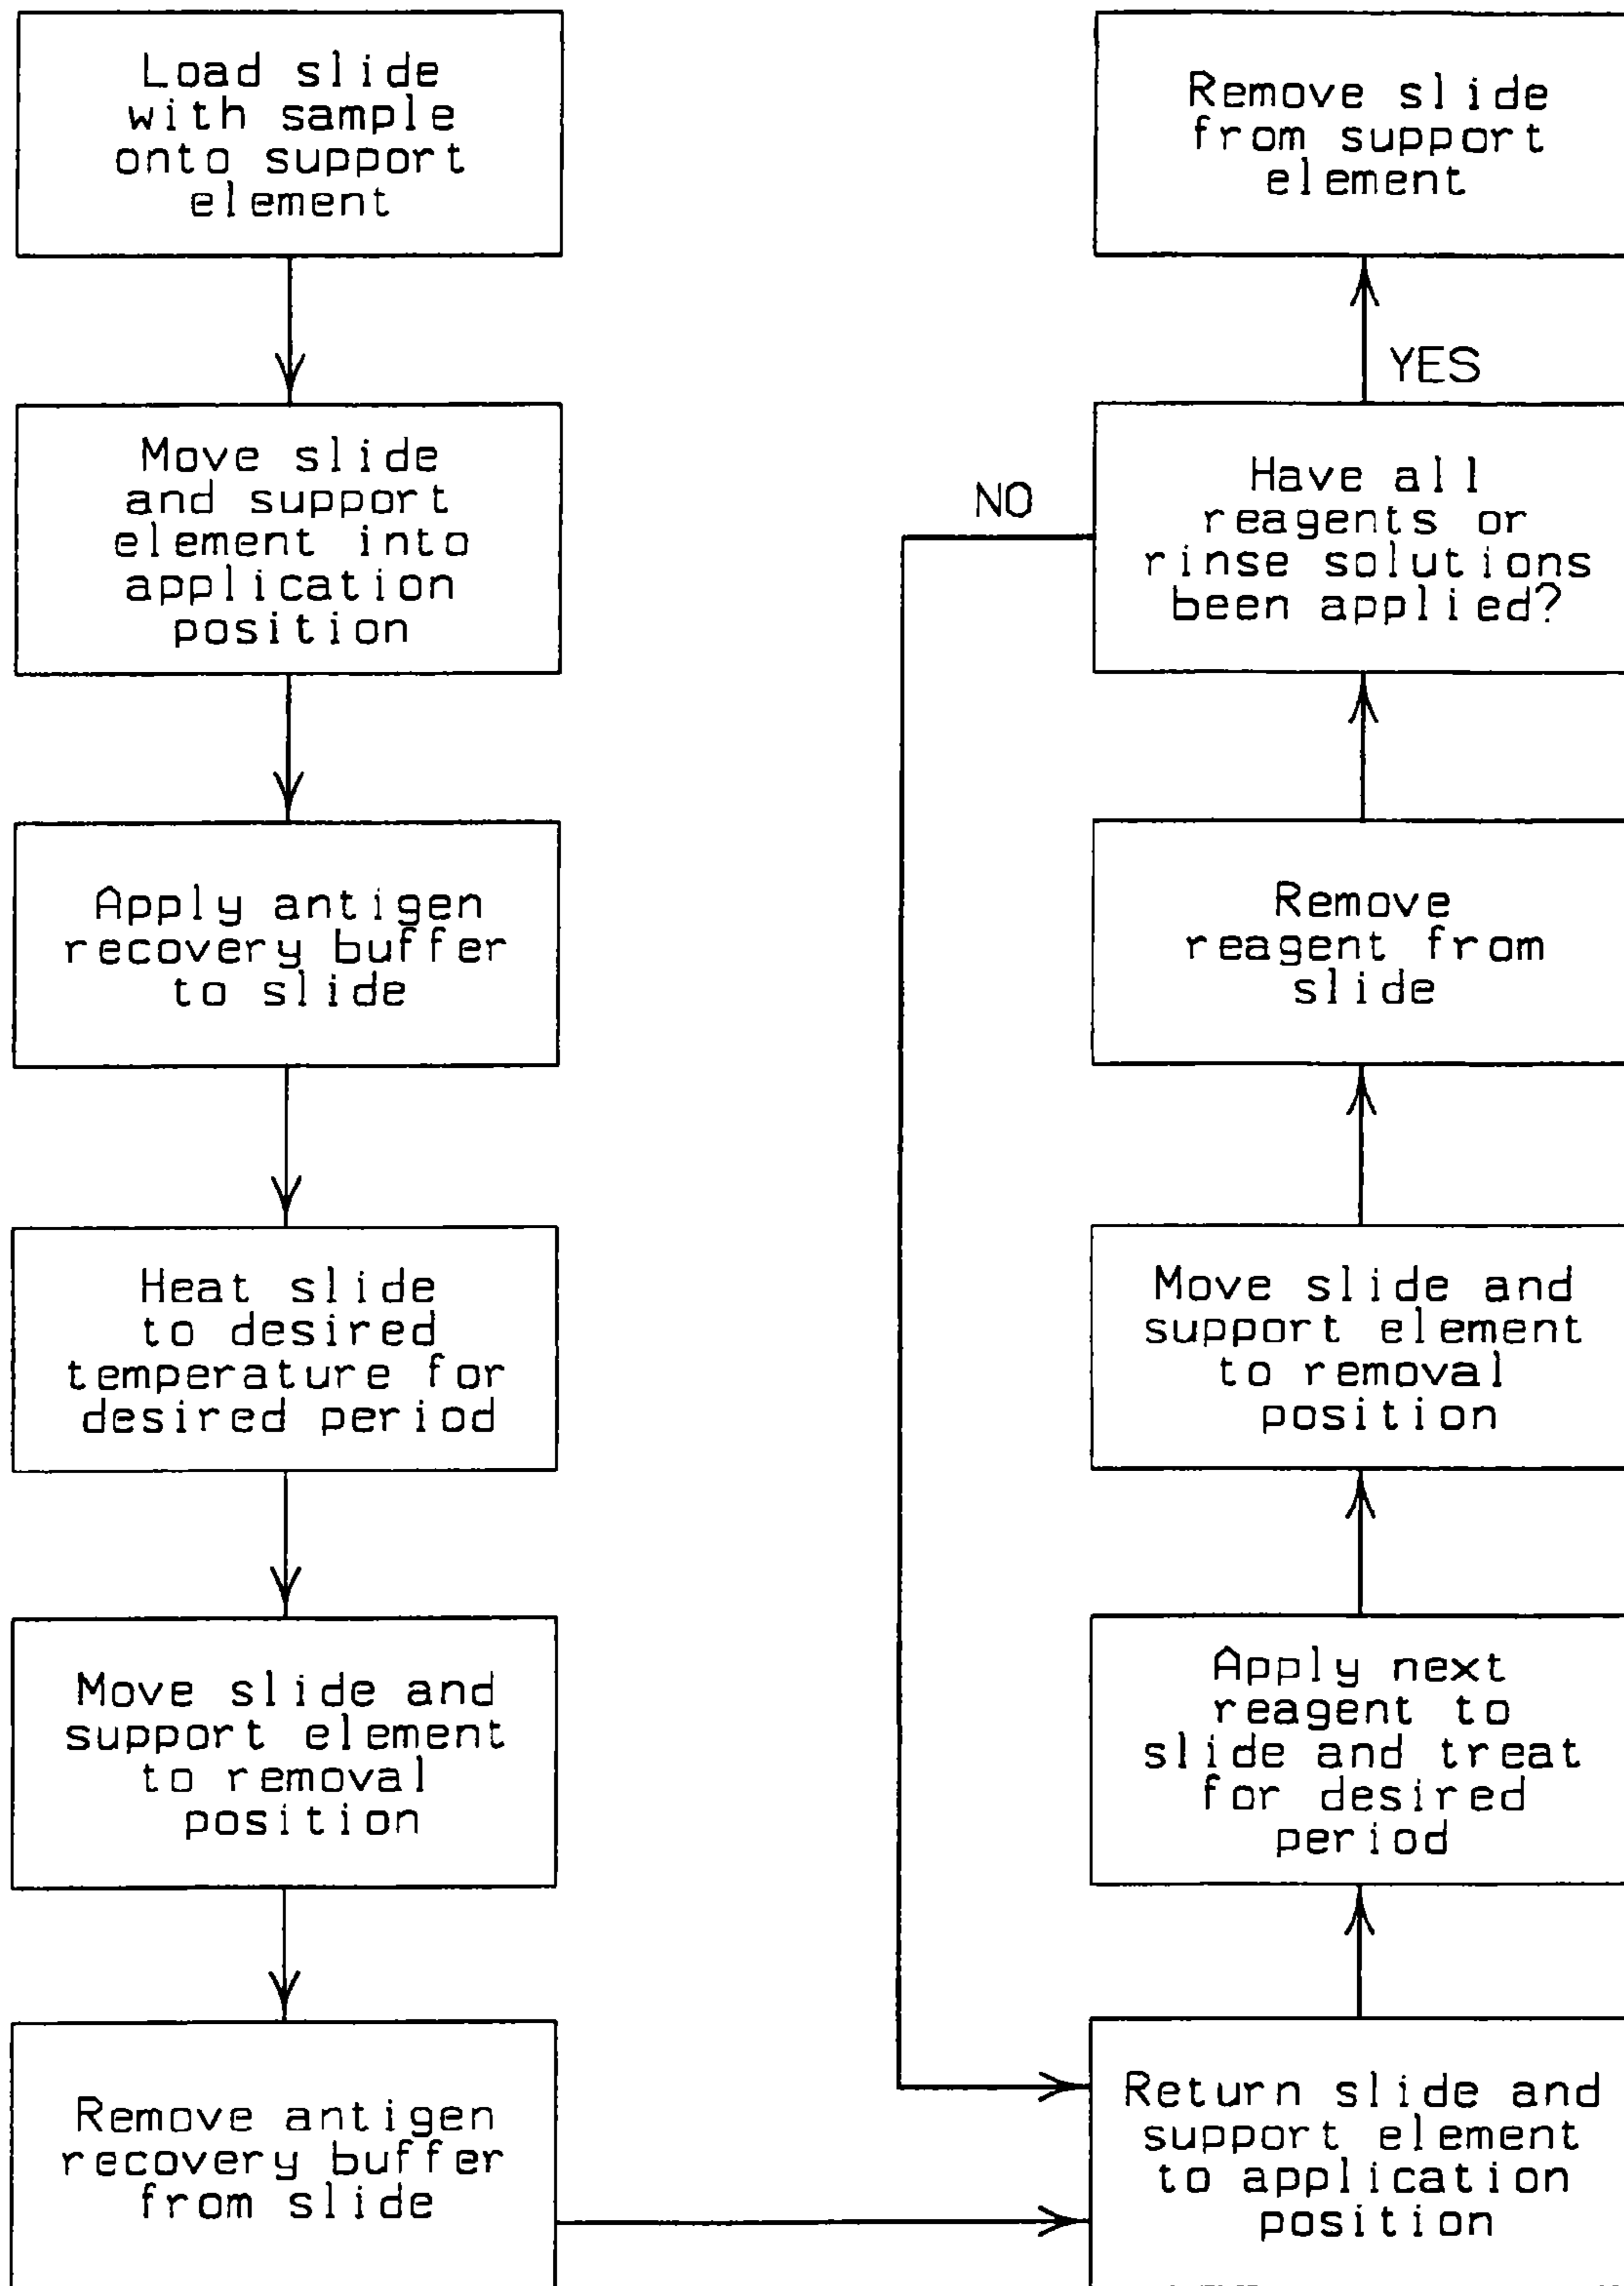 Load slide
with sample
onto support
element
Move slide
and support
element into
application
position
Apply antigen
recovery buffer
to slide
Heat slide
to desired
temperature for
desired period
Move slide and
support element
to removal
position
Remove antigen
recovery buffer
from slide
Return slide and
support element
to application
position
Apply next
reagent to
slide and treat
for desired
period
Move slide and
support element
to removal
position
Remove
reagent from
slide
Have all
reagents or
rinse solutions
been applied?
NO
YES
Remove slide
from support
element